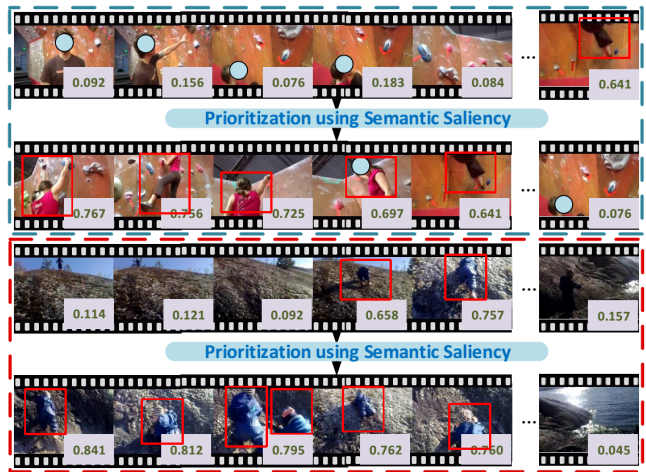 0.092 0.156 0.076 0.183 0.084 ... 0.641
Prioritization using Semantic Saliency
0.767 0.756 0.725 0.697 0.641 ... 0.076
0.114 0.121 0.092 0.658 0.757 ... 0.157
Prioritization using Semantic Saliency
0.841 0.812 0.795 0.762 0.760 ... 0.045